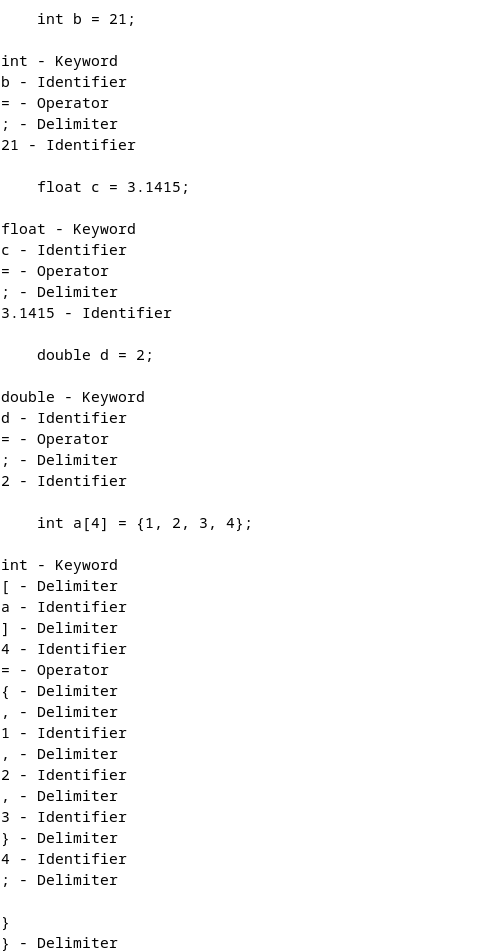 int b = 21;

int - Keyword
b - Identifier
= - Operator
; - Delimiter
21 - Identifier

    float c = 3.1415;

float - Keyword
c - Identifier
= - Operator
; - Delimiter
3.1415 - Identifier

    double d = 2;

double - Keyword
d - Identifier
= - Operator
; - Delimiter
2 - Identifier

    int a[4] = {1, 2, 3, 4};

int - Keyword
[ - Delimiter
a - Identifier
] - Delimiter
4 - Identifier
= - Operator
{ - Delimiter
, - Delimiter
1 - Identifier
, - Delimiter
2 - Identifier
, - Delimiter
3 - Identifier
} - Delimiter
4 - Identifier
; - Delimiter

}
} - Delimiter